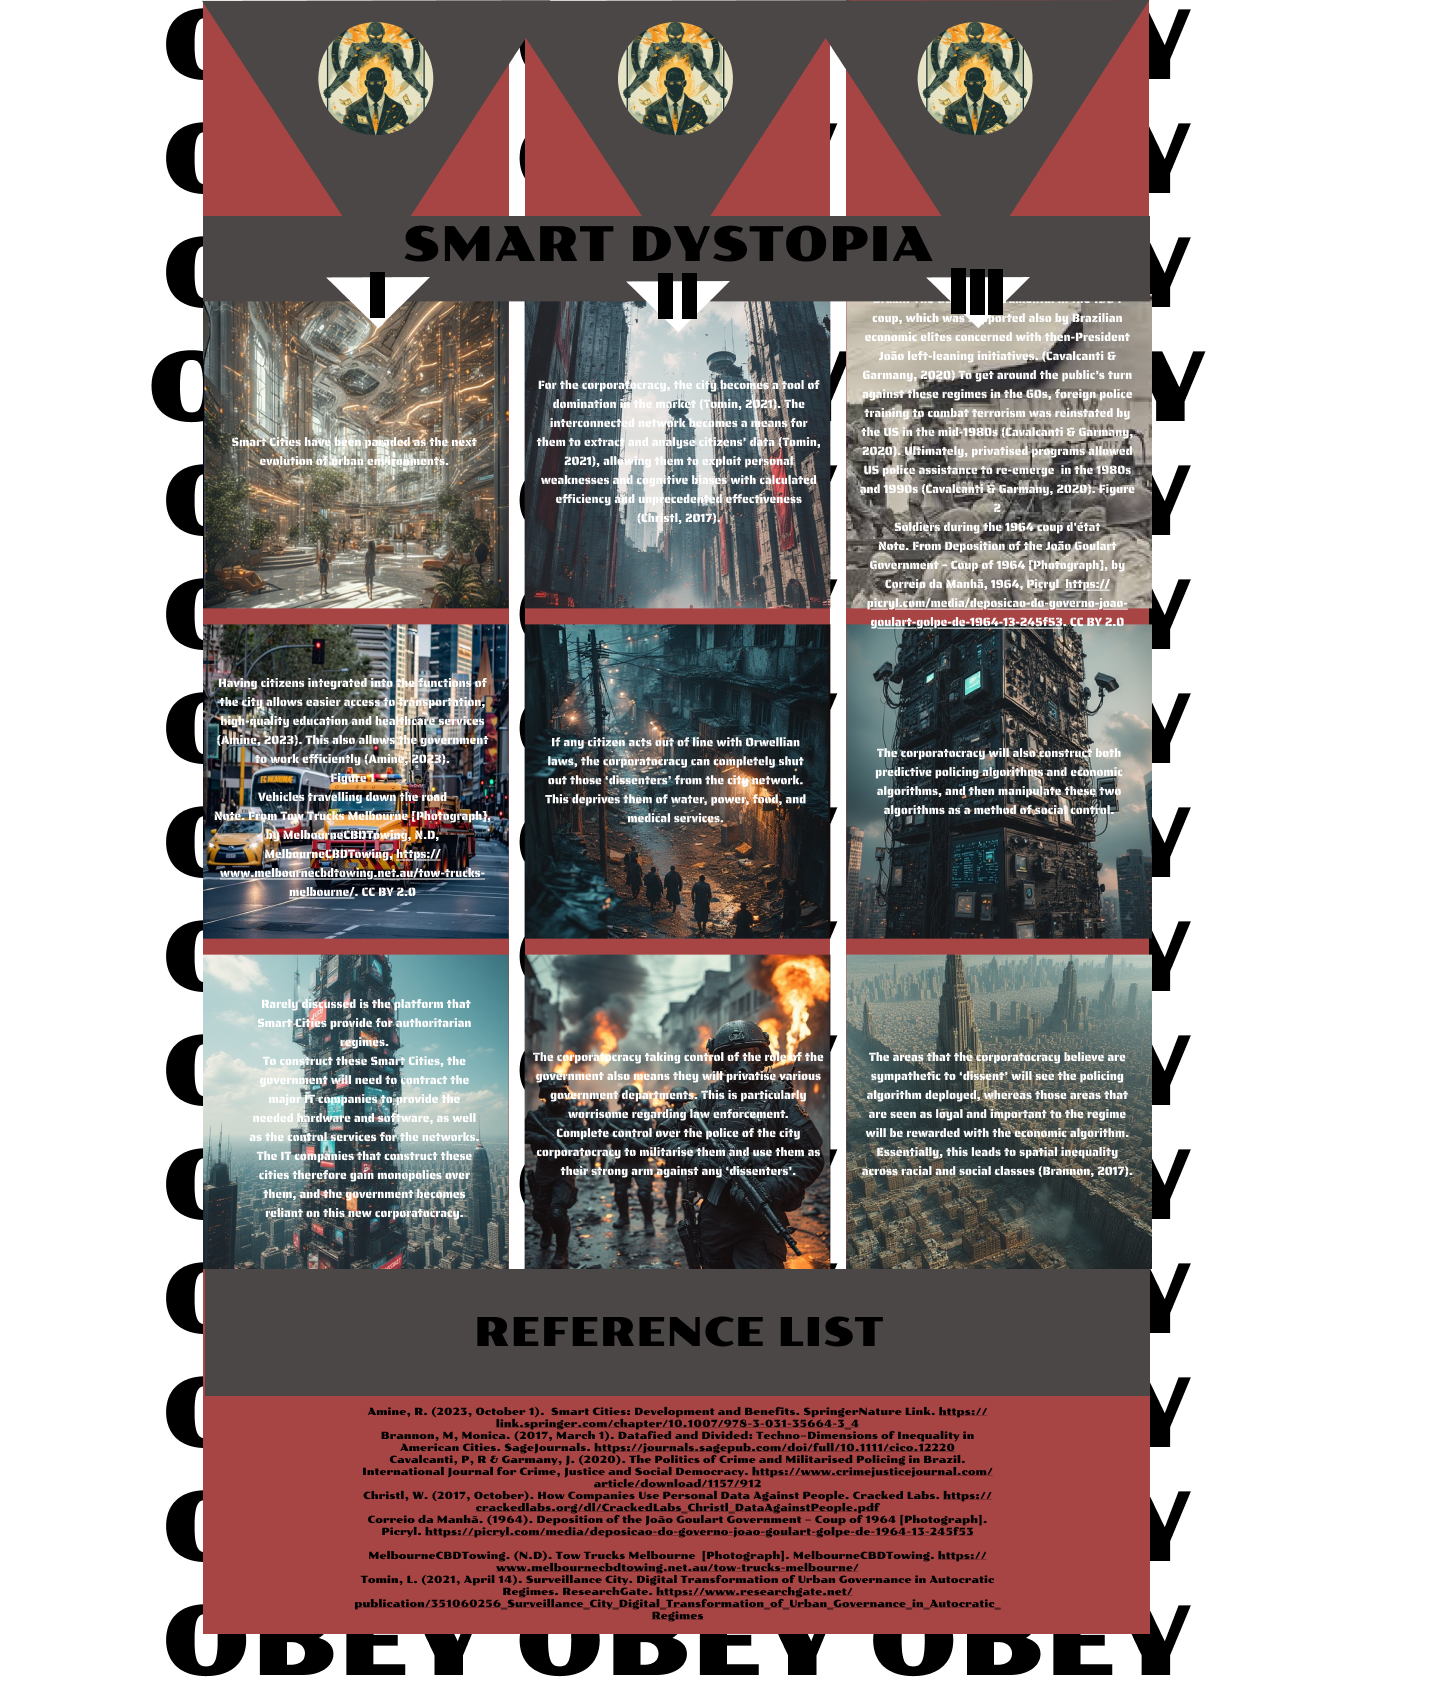 SMART DYSTOPIA
I
II
III
Smart Cities have been paraded as the next
evolution of urban environments.
Having citizens integrated into the functions of
the city allows easier access to transportation,
high-quality education and healthcare services
(Amine, 2023). This also allows the government
to work efficiently (Amine, 2023).
Figure 1
Vehicles travelling down the road
Note. From Tow Trucks Melbourne [Photograph],
by MelbourneCBDTowing, N.D,
MelbourneCBDTowing, https://
www.melbournecbdtowing.net.au/tow-trucks-
melbourne/. CC BY 2.0
Rarely discussed is the platform that
Smart Cities provide for authoritarian
regimes.
To construct these Smart Cities, the
government will need to contract the
major IT companies to provide the
needed hardware and software, as well
as the control services for the networks.
The IT companies that construct these
cities therefore gain monopolies over
them, and the government becomes
reliant on this new corporatocracy.
For the corporatocracy, the city becomes a tool of
domination in the market (Tomin, 2021). The
interconnected network becomes a means for
them to extract and analyse citizens' data (Tomin,
2021), allowing them to exploit personal
weaknesses and cognitive biases with calculated
efficiency and unprecedented effectiveness
(Christl, 2017).
If any citizen acts out of line with Orwellian
laws, the corporatocracy can completely shut
out those ‘dissenters’ from the city network.
This deprives them of water, power, food, and
medical services.
The corporatocracy taking control of the role of the
government also means they will privatise various
government departments. This is particularly
worrisome regarding law enforcement.
Complete control over the police of the city
corporatocracy to militarise them and use them as
their strong arm against any ‘dissenters’.
coup, which was supported also by Brazilian
economic elites concerned with then-President
João left-leaning initiatives. (Cavalcanti &
Garmany, 2020) To get around the public's turn
against these regimes in the 60s, foreign police
training to combat terrorism was reinstated by
the US in the mid-1980s (Cavalcanti & Garmany,
2020). Ultimately, privatised programs allowed
US police assistance to re-emerge in the 1980s
and 1990s (Cavalcanti & Garmany, 2020). Figure
2
Soldiers during the 1964 coup d'état
Note. From Deposition of the João Goulart
Government – Coup of 1964 [Photograph], by
Correio da Manhã, 1964, Picryl https://
picryl.com/media/deposicao-do-governo-joao-
goulart-golpe-de-1964-13-245f53. CC BY 2.0
The corporatocracy will also construct both
predictive policing algorithms and economic
algorithms, and then manipulate these two
algorithms as a method of social control.
The areas that the corporatocracy believe are
sympathetic to ‘dissent’ will see the policing
algorithm deployed, whereas those areas that
are seen as loyal and important to the regime
will be rewarded with the economic algorithm.
Essentially, this leads to spatial inequality
across racial and social classes (Brannon, 2017).
REFERENCE LIST
Amine, R. (2023, October 1). Smart Cities: Development and Benefits. SpringerNature Link. https://
link.springer.com/chapter/10.1007/978-3-031-35664-3_4
Brannon, M, Monica. (2017, March 1). Datafied and Divided: Techno-Dimensions of Inequality in
American Cities. SageJournals. https://journals.sagepub.com/doi/full/10.1111/cico.12220
Cavalcanti, P, R & Garmany, J. (2020). The Politics of Crime and Militarised Policing in Brazil.
International Journal for Crime, Justice and Social Democracy. https://www.crimejusticejournal.com/
article/download/1157/912
Christl, W. (2017, October). How Companies Use Personal Data Against People. Cracked Labs. https://
crackedlabs.org/dl/CrackedLabs_Christl_DataAgainstPeople.pdf
Correio da Manhã. (1964). Deposition of the João Goulart Government – Coup of 1964 [Photograph].
Picryl. https://picryl.com/media/deposicao-do-governo-joao-goulart-golpe-de-1964-13-245f53
MelbourneCBDTowing. (N.D). Tow Trucks Melbourne [Photograph]. MelbourneCBDTowing. https://
www.melbournecbdtowing.net.au/tow-trucks-melbourne/
Tomin, L. (2021, April 14). Surveillance City. Digital Transformation of Urban Governance in Autocratic
Regimes. ResearchGate. https://www.researchgate.net/
publication/351060256_Surveillance_City_Digital_Transformation_of_Urban_Governance_in_Autocratic_
Regimes
OBEY OBEY OBEY